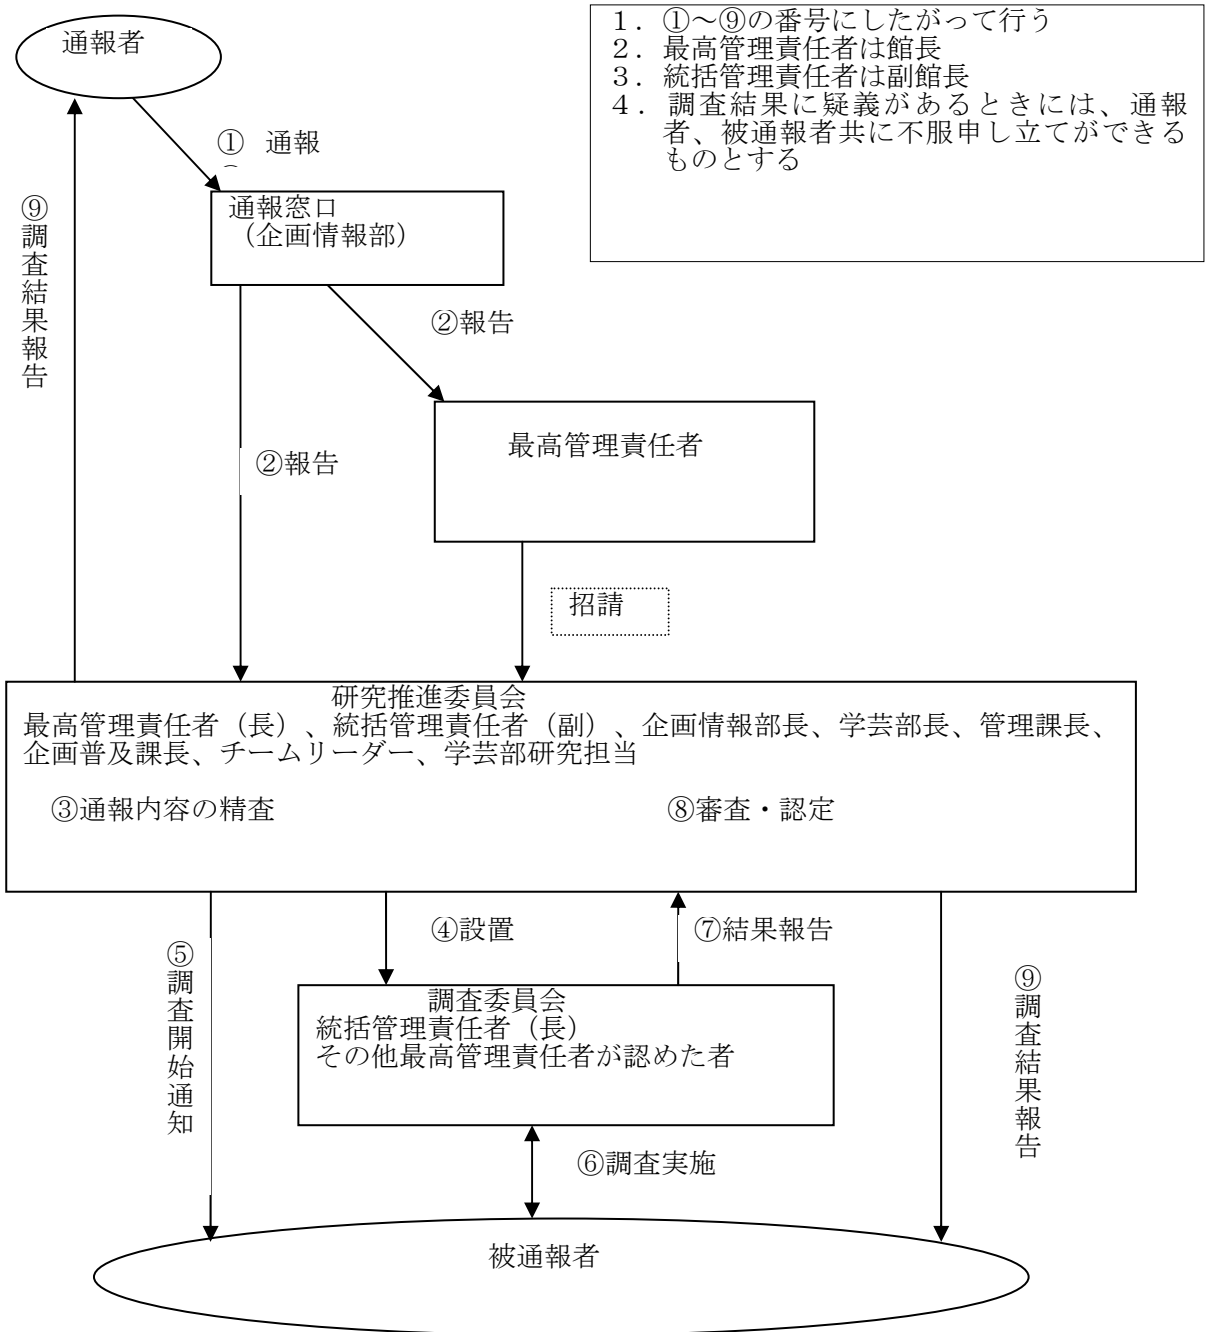 通報者
1．①～⑨の番号にしたがって行う
2．最高管理責任者は館長
3．統括管理責任者は副館長
4．調査結果に疑義があるときには、通報
者、被通報者共に不服申し立てができる
ものとする
① 通報
通報窓口
（企画情報部）
⑨調査結果報告
②報告
最高管理責任者
②報告
招請
研究推進委員会
最高管理責任者（長）、統括管理責任者（副）、企画情報部長、学芸部長、管理課長、
企画普及課長、チームリーダー、学芸部研究担当
③通報内容の精査
⑧審査・認定
④設置
⑦結果報告
⑤調査開始通知
調査委員会
統括管理責任者（長）
その他最高管理責任者が認めた者
⑨調査結果報告
⑥調査実施
被通報者